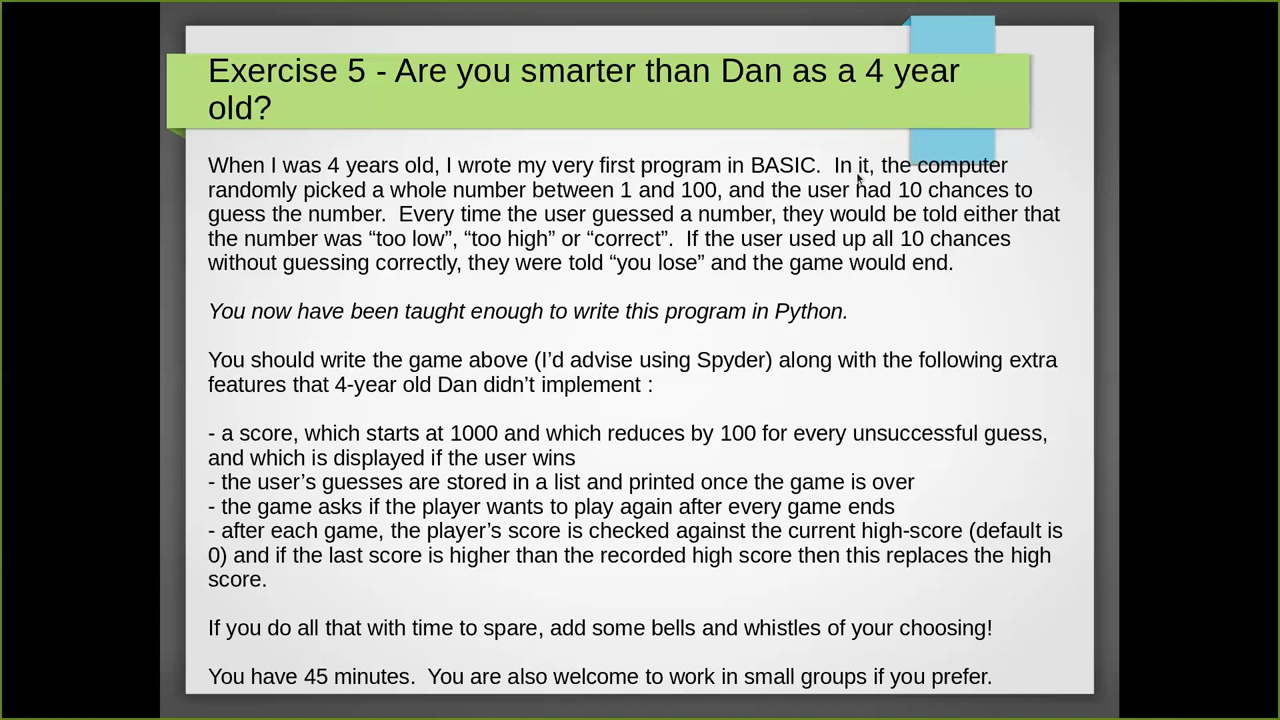 Exercise 5 - Are you smarter than Dan as a 4 year
old?
When I was 4 years old, I wrote my very first program in BASIC.  In it, the computer
randomly picked a whole number between 1 and 100, and the user had 10 chances to
guess the number.  Every time the user guessed a number, they would be told either that
the number was “too low”, “too high” or “correct”.  If the user used up all 10 chances
without guessing correctly, they were told “you lose” and the game would end.
You now have been taught enough to write this program in Python.
You should write the game above (I’d advise using Spyder) along with the following extra
features that 4-year old Dan didn’t implement :
- a score, which starts at 1000 and which reduces by 100 for every unsuccessful guess,
and which is displayed if the user wins
- the user’s guesses are stored in a list and printed once the game is over
- the game asks if the player wants to play again after every game ends
- after each game, the player’s score is checked against the current high-score (default is
0) and if the last score is higher than the recorded high score then this replaces the high
score.
If you do all that with time to spare, add some bells and whistles of your choosing!
You have 45 minutes.  You are also welcome to work in small groups if you prefer.